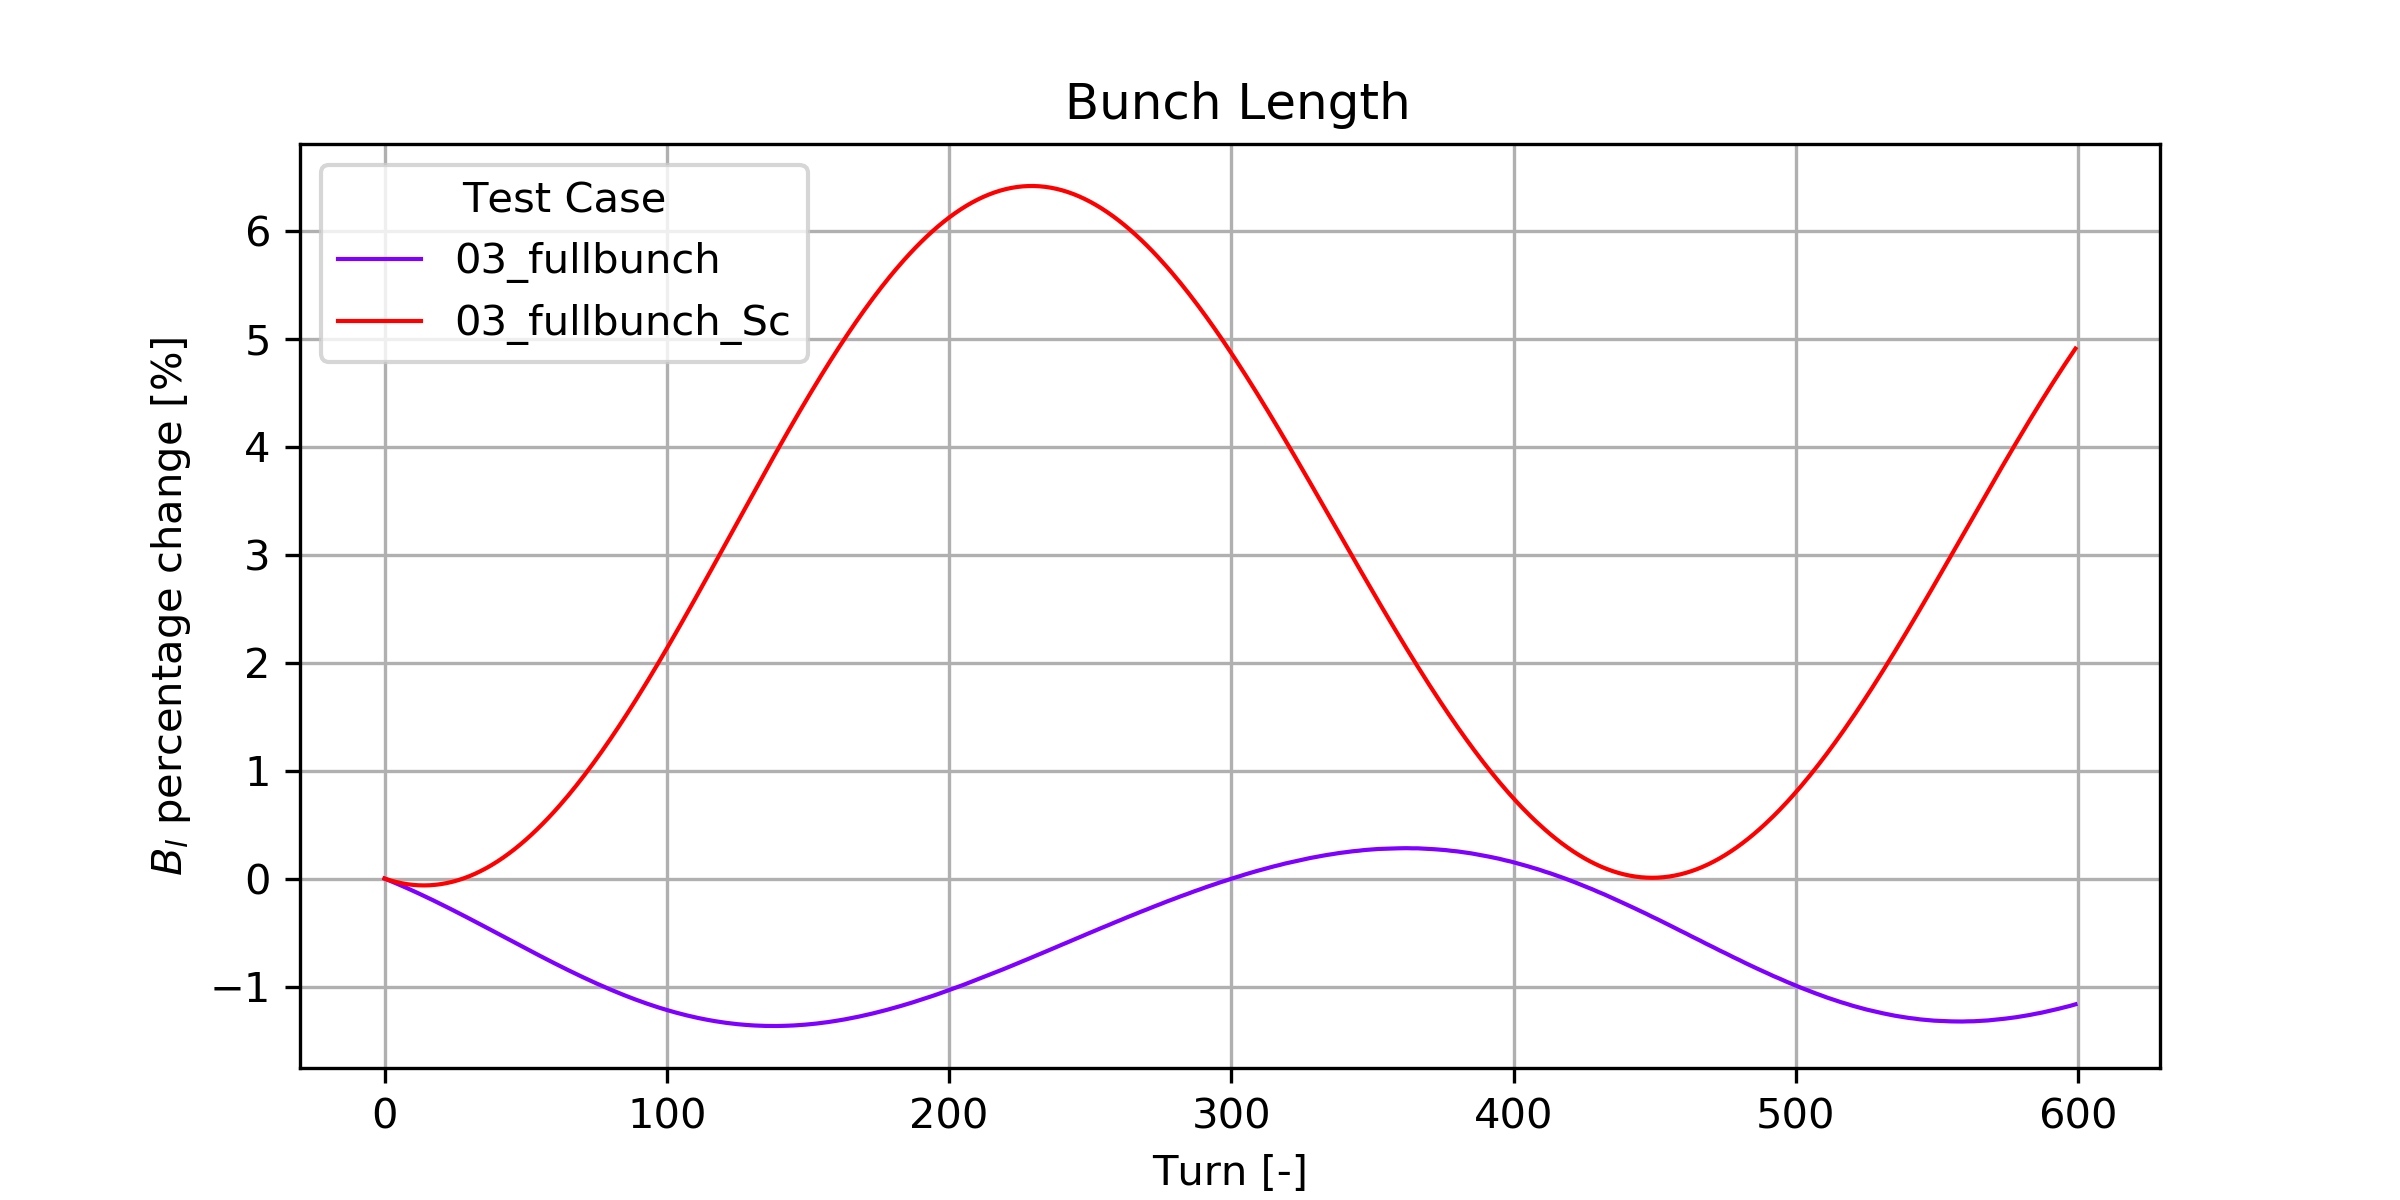 Bunch Length
Test Case
03_fullbunch
03_fullbunch_Sc
B_l percentage change [%]
6
5
4
3
2
1
0
−1
0 100 200 300 400 500 600
Turn [-]